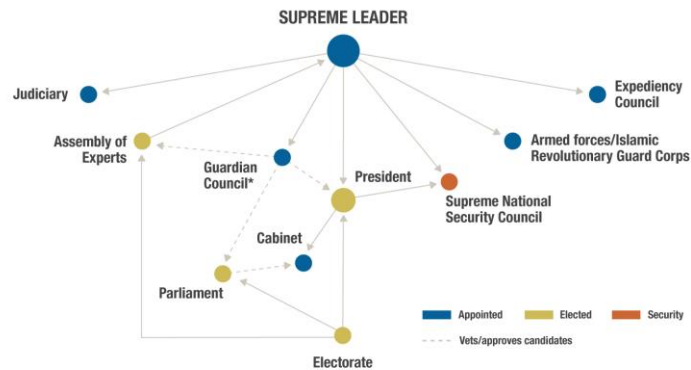 SUPREME LEADER
Judiciary
Expediency
Council
Assembly of
Experts
Armed forces/Islamic
Revolutionary Guard Corps
Guardian
Council*
President
Supreme National
Security Council
Cabinet
Parliament
Appointed
Elected
Security
Vets/approves candidates
Electorate